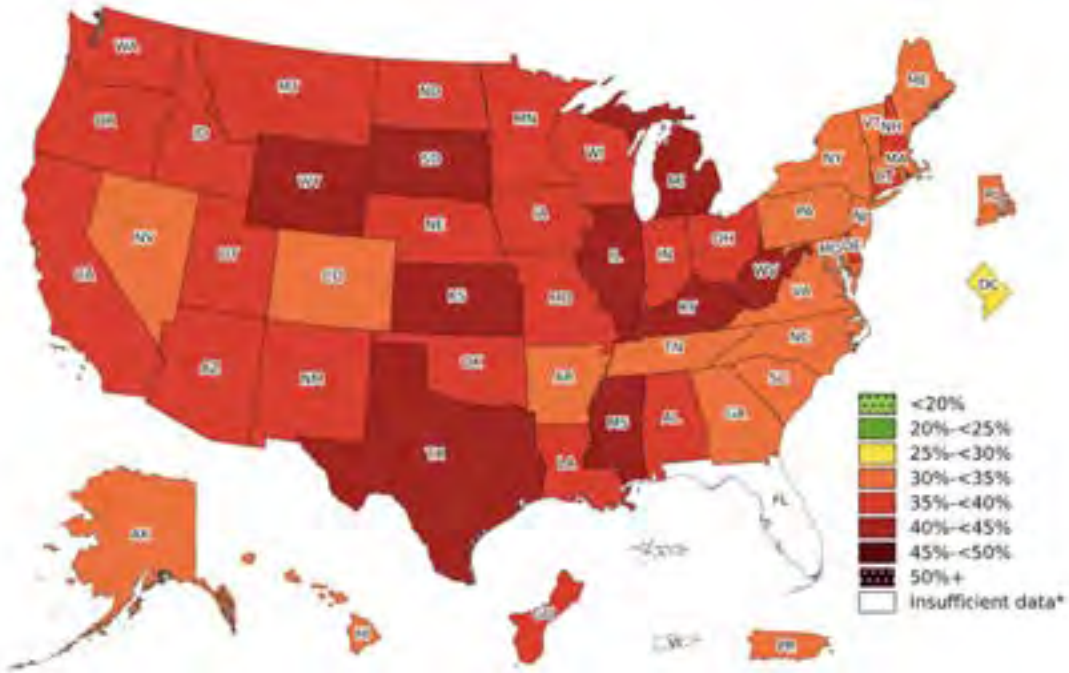 WA
MT
ND
MN
ME
OR
ID
SD
WI
VT
NH
WY
MI
NY
MA
CT
RI
NE
IA
PA
NJ
NV
UT
CO
IL
IN
OH
MD
DE
DC
CA
KS
MO
WV
VA
KY
AZ
NM
OK
AR
TN
NC
SC
TX
LA
MS
AL
GA
FL
AK
HI
PR
<20%
20%-<25%
25%-<30%
30%-<35%
35%-<40%
40%-<45%
45%-<50%
50%+
Insufficient data*